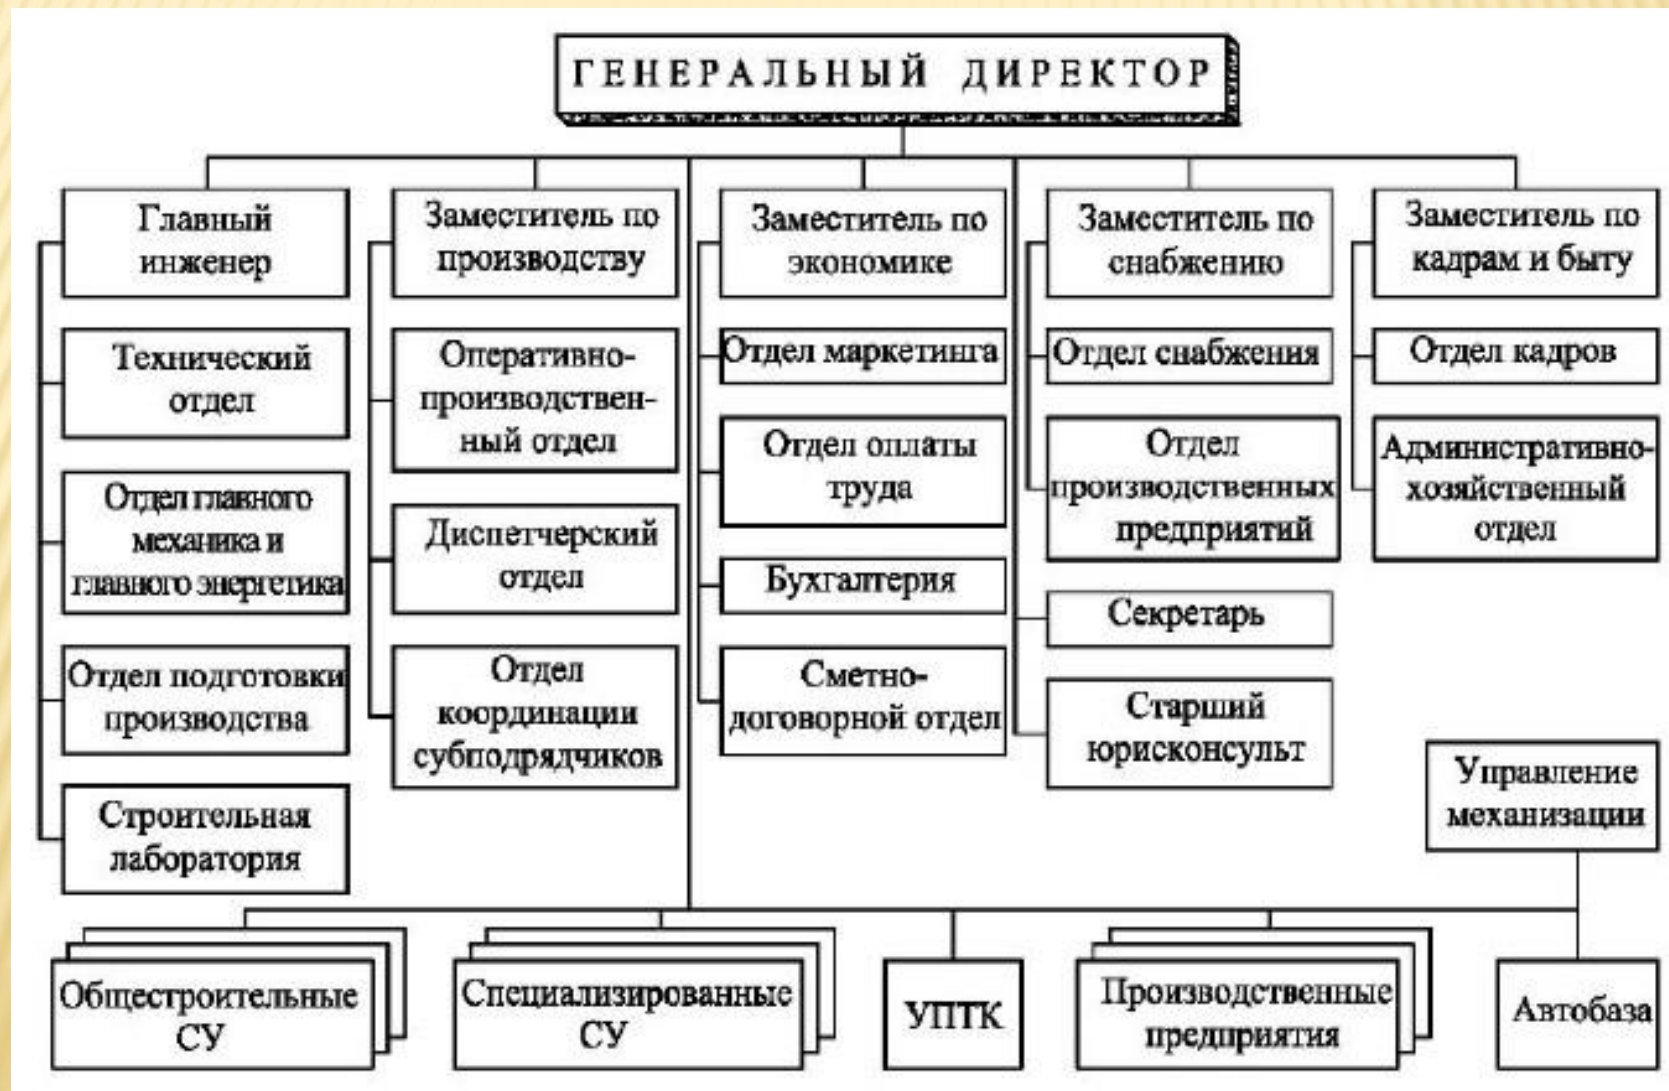 ГЕНЕРАЛЬНЫЙ ДИРЕКТОР
Главный
инженер
Технический
отдел
Отдел главного
механика и
главного энергетика
Отдел подготовки
производства
Строительная
лаборатория
Заместитель по
производству
Оперативно-
производствен-
ный отдел
Диспетчерский
отдел
Отдел
координации
субподрядчиков
Заместитель по
экономике
Отдел маркетинга
Отдел оплаты
труда
Бухгалтерия
Сметно-
договорной отдел
Заместитель по
снабжению
Отдел снабжения
Отдел
производственных
предприятий
Секретарь
Старший
юрисконсульт
Заместитель по
кадрам и быту
Отдел кадров
Административно-
хозяйственный
отдел
Управление
механизации
Общестроительные
СУ
Специализированные
СУ
УПТК
Производственные
предприятия
Автобаза